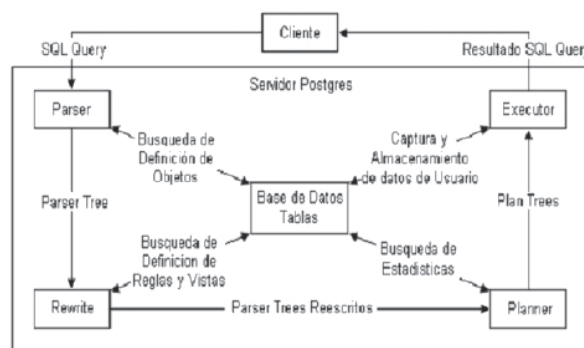 Cliente
SQL Query
Resultado SQL Query
Servidor Postgres
Parser
Executor
Busqueda de
Definición de
Objetos
Captura y
Almacenamiento
de datos de Usuario
Parser Tree
Base de Datos
Tablas
Plan Trees
Busqueda de
Definicion de
Reglas y Vistas
Busqueda de
Estadisticas
Rewrite
Parser Trees Reescritos
Planner